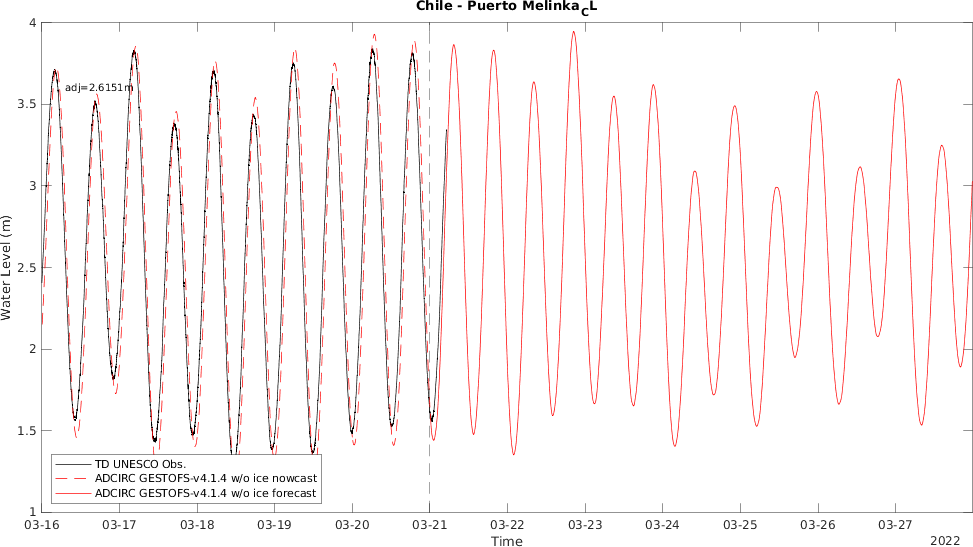 Chile - Puerto Melinka_CL
4
3.5
3
2.5
2
1.5
1
Water Level (m)
adj=2.6151m
TD UNESCO Obs.
ADCIRC GESTOFS-v4.1.4 w/o ice nowcast
ADCIRC GESTOFS-v4.1.4 w/o ice forecast
03-16 03-17 03-18 03-19 03-20 03-21 03-22 03-23 03-24 03-25 03-26 03-27
Time
2022